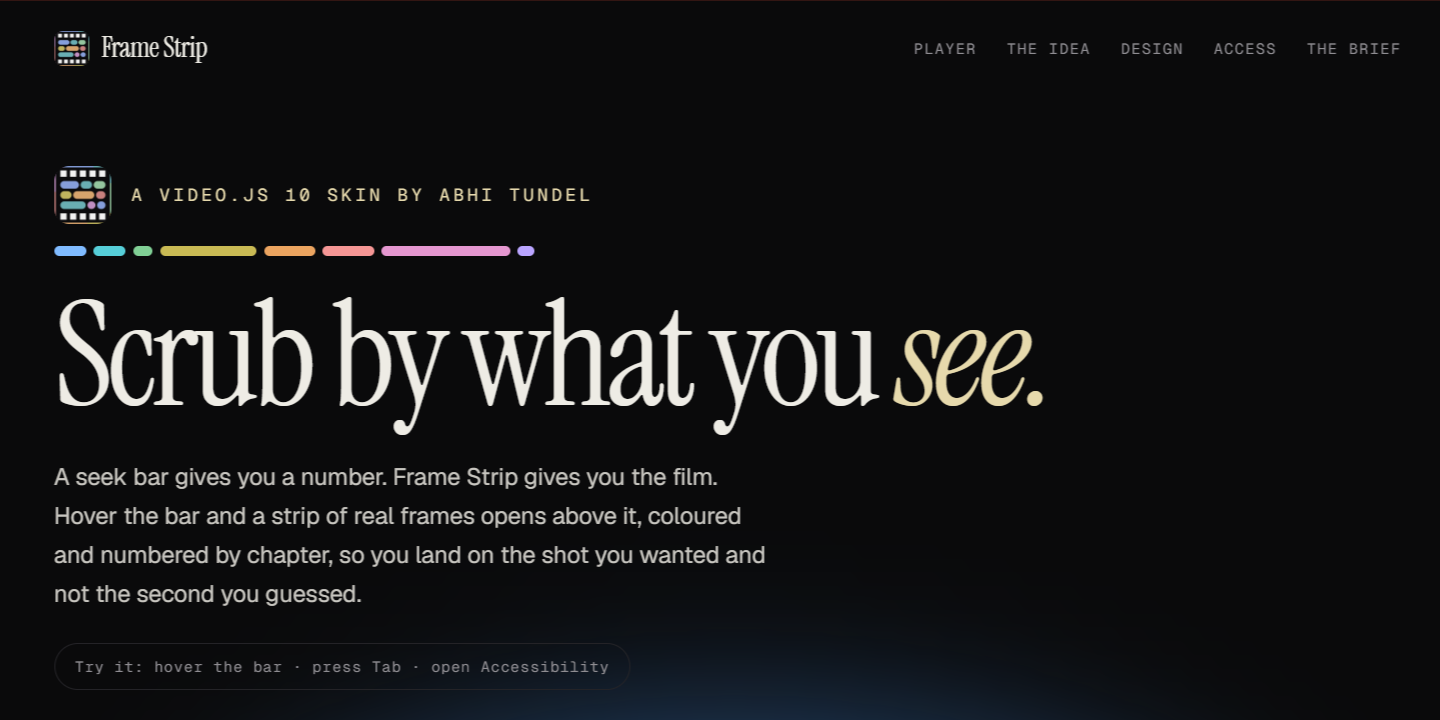 Frame Strip
PLAYER THE IDEA DESIGN ACCESS THE BRIEF
A VIDEO.JS 10 SKIN BY ABHI TUNDEL
Scrub by what you see.
A seek bar gives you a number. Frame Strip gives you the film.
Hover the bar and a strip of real frames opens above it, coloured
and numbered by chapter, so you land on the shot you wanted and
not the second you guessed.
Try it: hover the bar · press Tab · open Accessibility